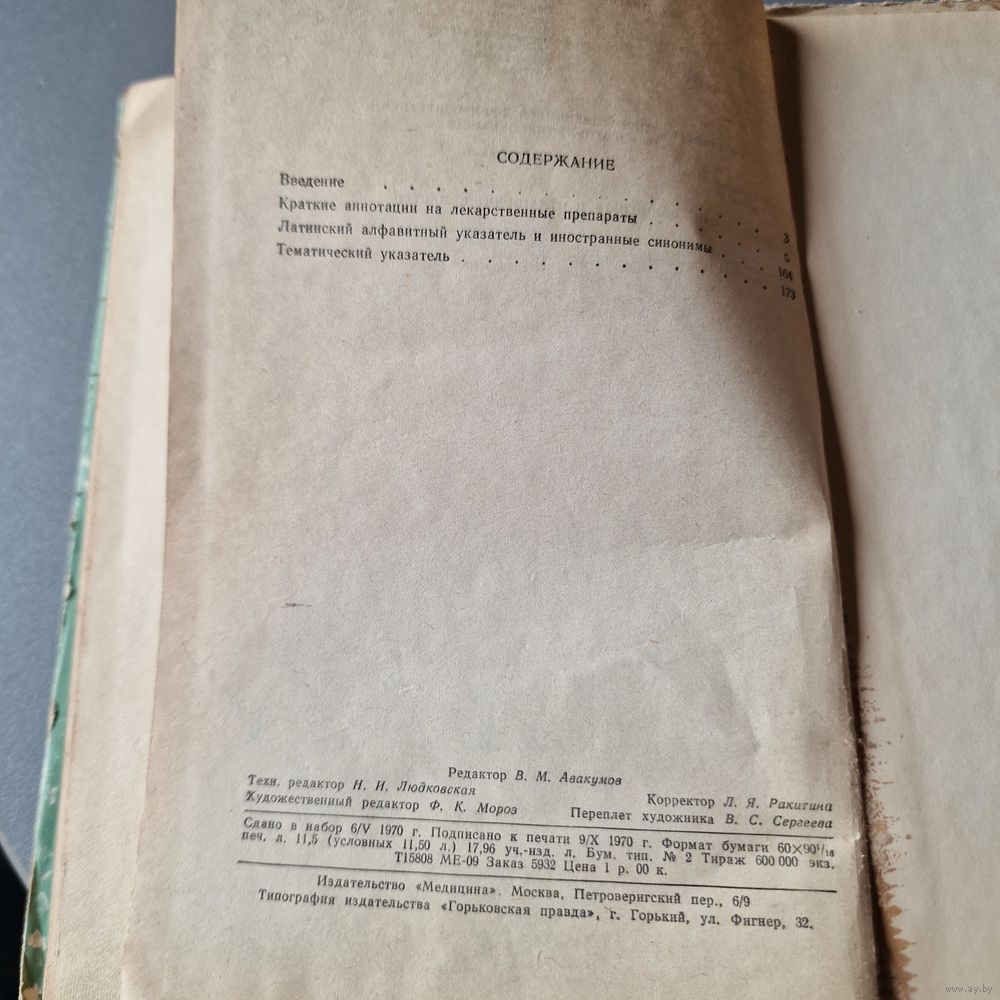 СОДЕРЖАНИЕ
Введение . . . . . . . . . . . . . . . 3
Краткие аннотации на лекарственные препараты . . . . . 5
Латинский алфавитный указатель и иностранные синонимы . . . 164
Тематический указатель . . . . . . . . . . . . 173
Редактор В. М. Авакумов
Техн. редактор Н. И. Людковская Корректор Л. Я. Ракитина
Художественный редактор Ф. К. Мороз Переплет художника В. С. Сергеева
Сдано в набор 6/V 1970 г. Подписано к печати 9/X 1970 г. Формат бумаги 60×90¹/₁₆
печ. л. 11,5 (условных 11,50 л.) 17,96 уч.-изд. л. Бум. тип. № 2 Тираж 600 000 экз.
Т15808 МЕ-09 Заказ 5932 Цена 1 р. 00 к.
Издательство «Медицина». Москва, Петроверигский пер., 6/9
Типография издательства «Горьковская правда», г. Горький, ул. Фигнер, 32.
www.ay.by